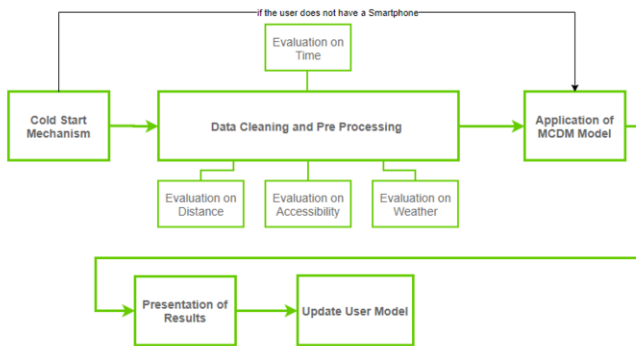 if the user does not have a Smartphone
Evaluation on
Time
Cold Start
Mechanism
Data Cleaning and Pre Processing
Application of
MCDM Model
Evaluation on
Distance
Evaluation on
Accessibility
Evaluation on
Weather
Presentation of
Results
Update User Model